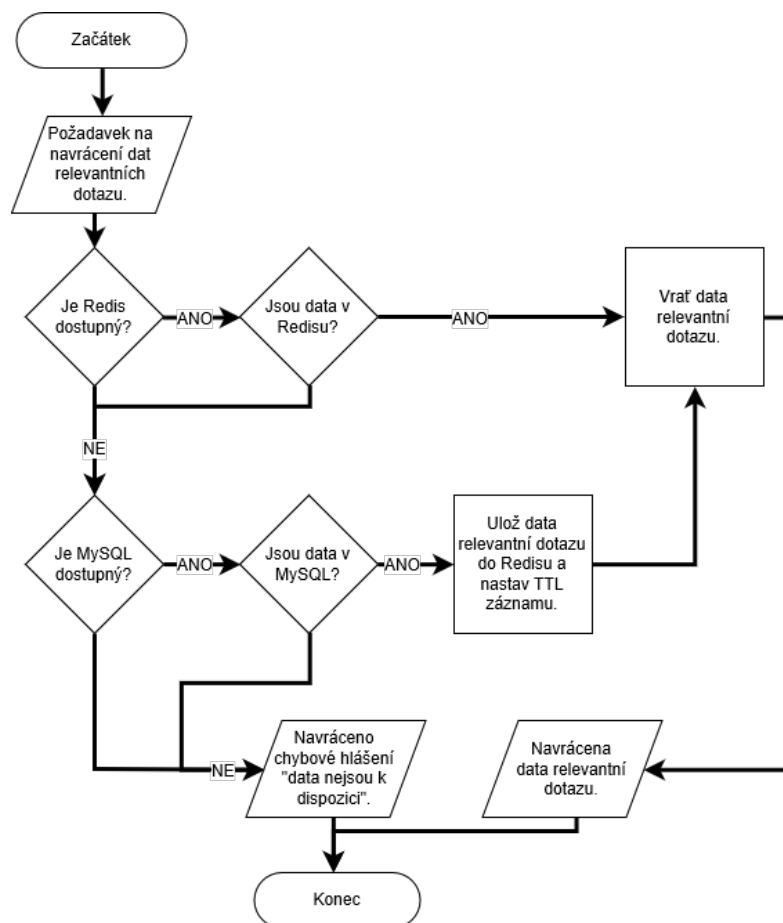 Začátek
Požadavek na
navrácení dat
relevantních
dotazu.
Je Redis
dostupný?
ANO
Jsou data v
Redisu?
ANO
Vrať data
relevantní
dotazu.
NE
Je MySQL
dostupný?
ANO
Jsou data v
MySQL?
ANO
Ulož data
relevantní dotazu
do Redisu a
nastav TTL
záznamu.
NE
Navráceno
chybové hlášení
"data nejsou k
dispozici".
Navrácena
data relevantní
dotazu.
Konec